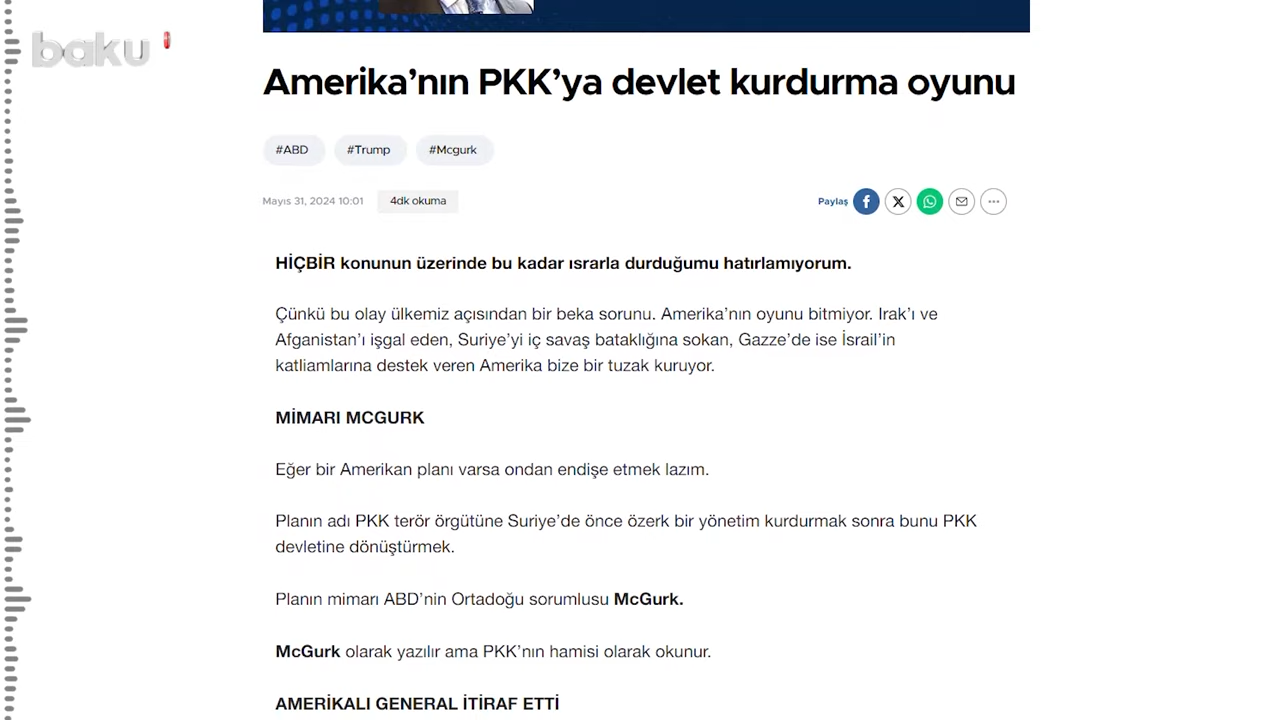 baku
Amerika’nın PKK’ya devlet kurdurma oyunu
#ABD #Trump #Mcgurk
Mayıs 31, 2024 10:01 4dk okuma Paylaş
HİÇBİR konunun üzerinde bu kadar ısrarla durduğumu hatırlamıyorum.
Çünkü bu olay ülkemiz açısından bir beka sorunu. Amerika’nın oyunu bitmiyor. Irak’ı ve
Afganistan’ı işgal eden, Suriye’yi iç savaş bataklığına sokan, Gazze’de ise İsrail’in
katliamlarına destek veren Amerika bize bir tuzak kuruyor.
MİMARI MCGURK
Eğer bir Amerikan planı varsa ondan endişe etmek lazım.
Planın adı PKK terör örgütüne Suriye’de önce özerk bir yönetim kurdurmak sonra bunu PKK
devletine dönüştürmek.
Planın mimarı ABD’nin Ortadoğu sorumlusu McGurk.
McGurk olarak yazılır ama PKK’nın hamisi olarak okunur.
AMERİKALI GENERAL İTİRAF ETTİ